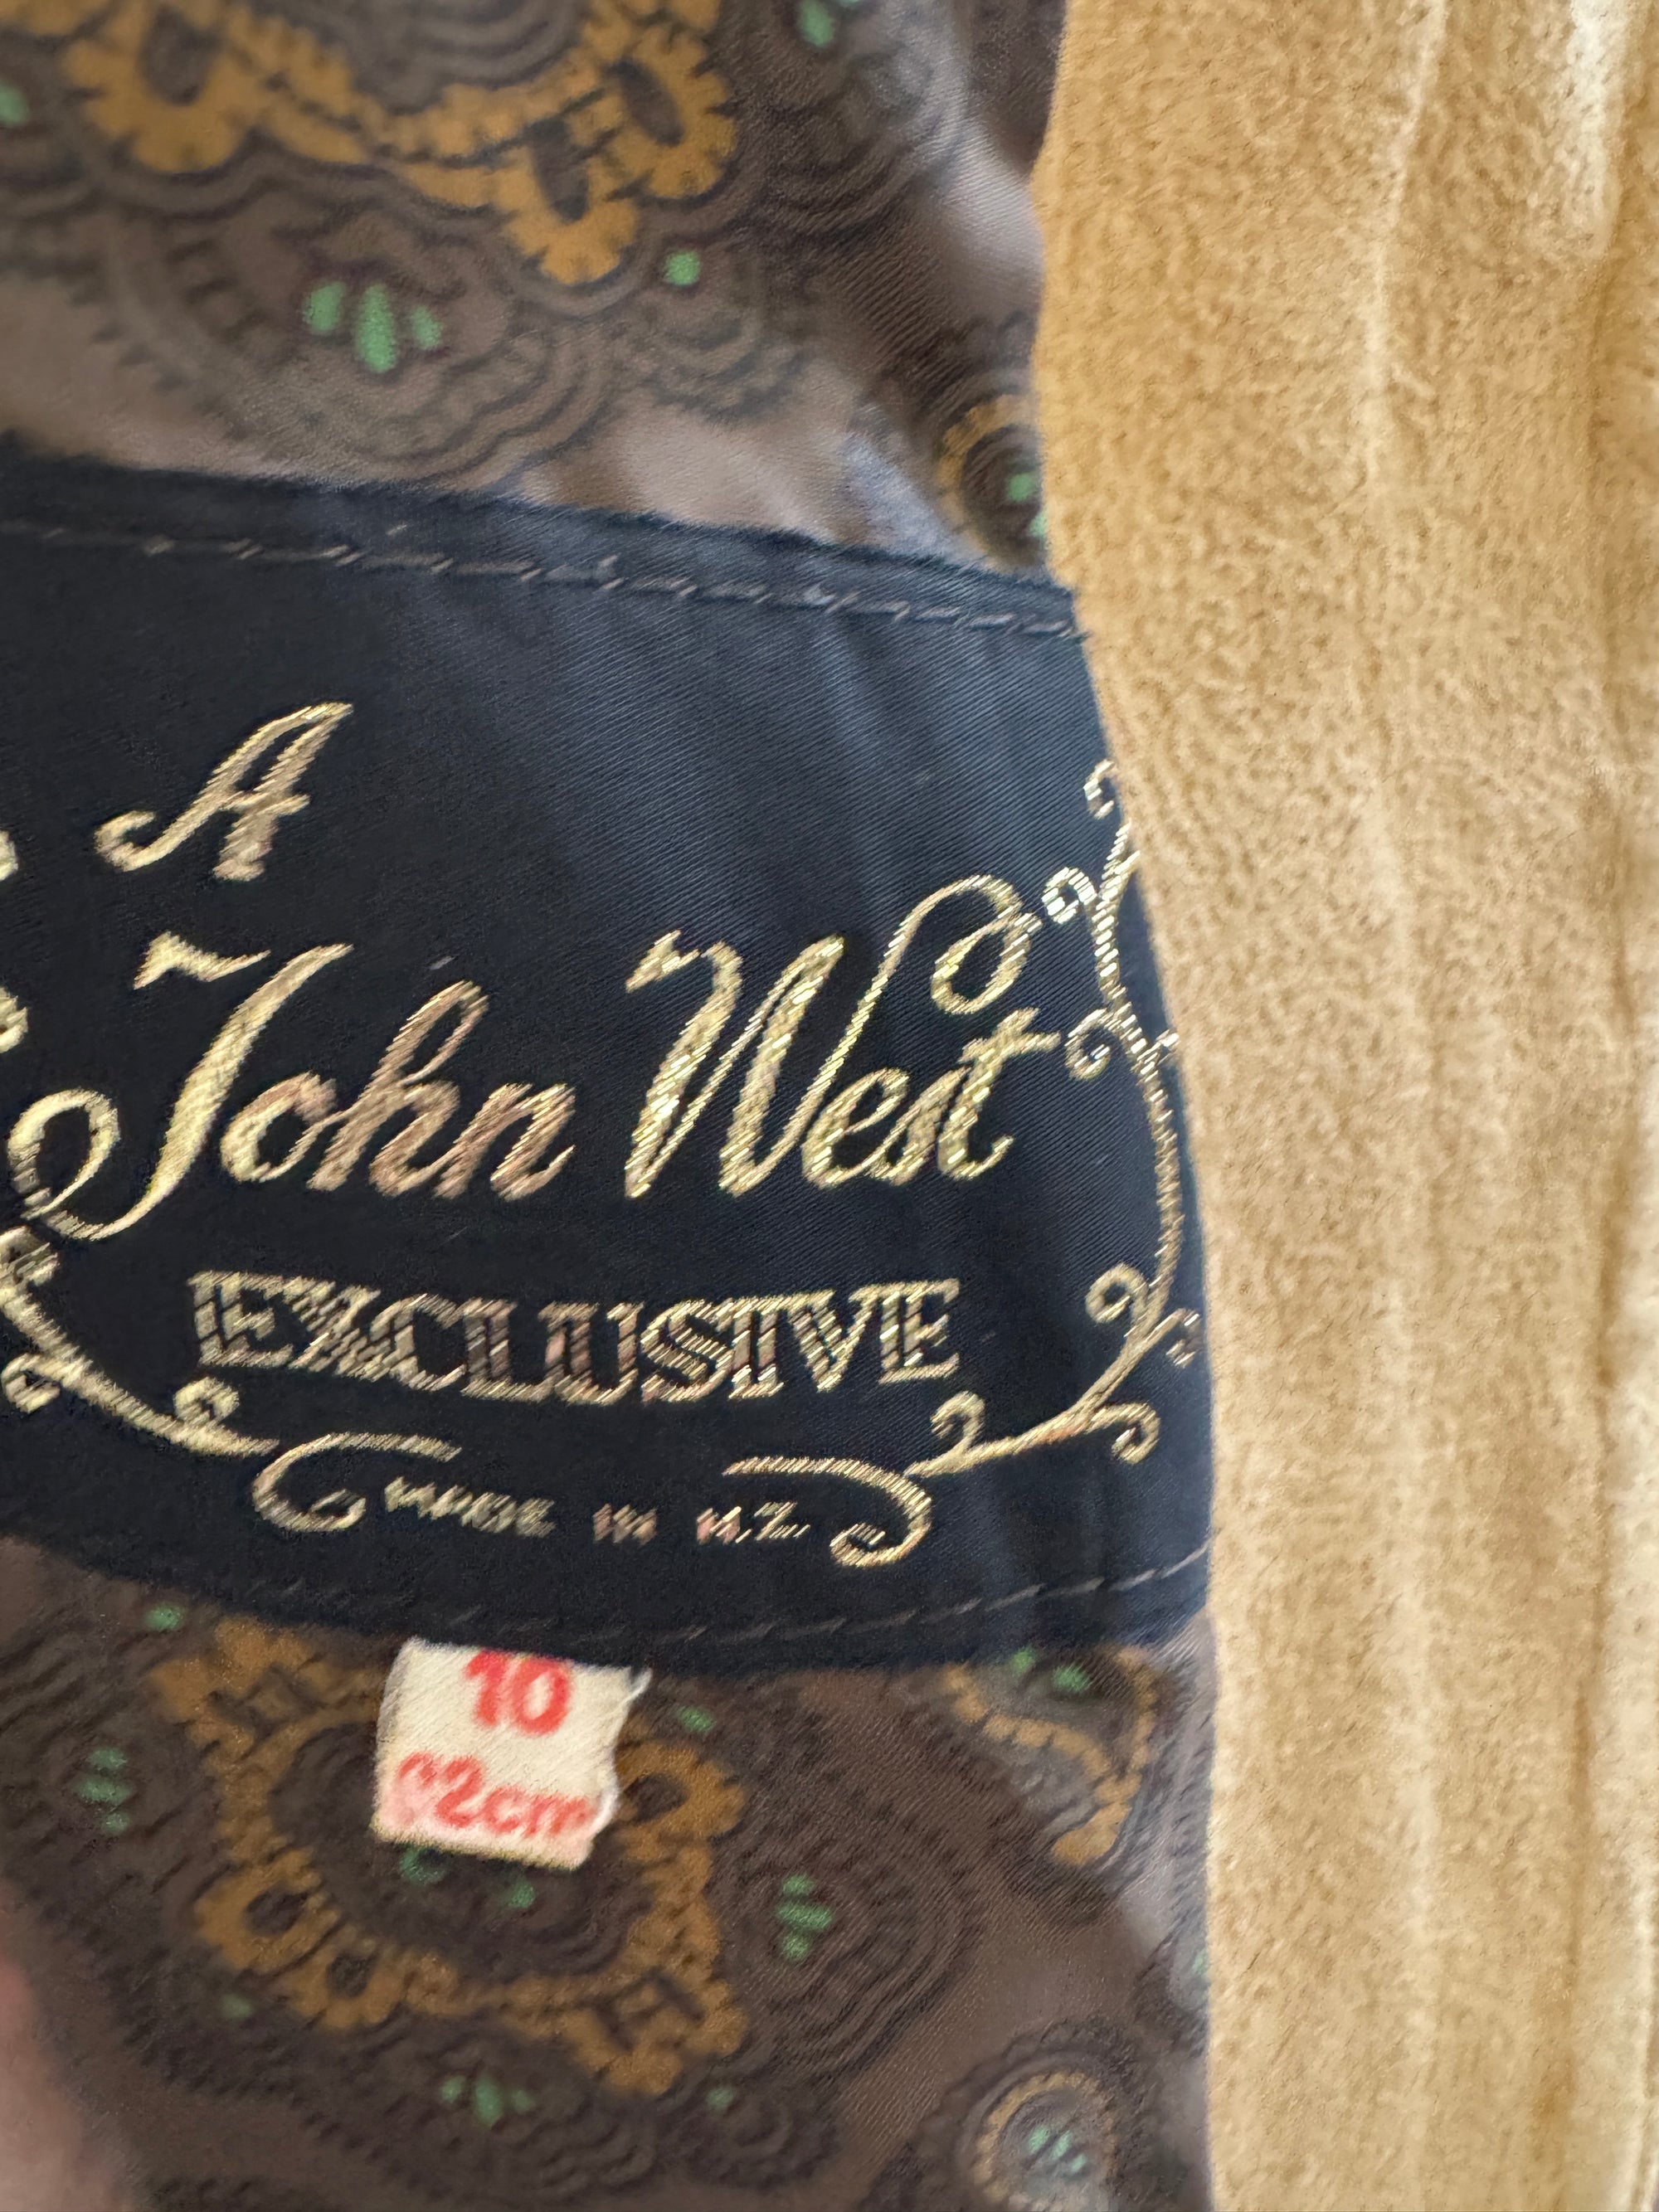 A
John West
EXCLUSIVE
MADE IN N.Z.
10